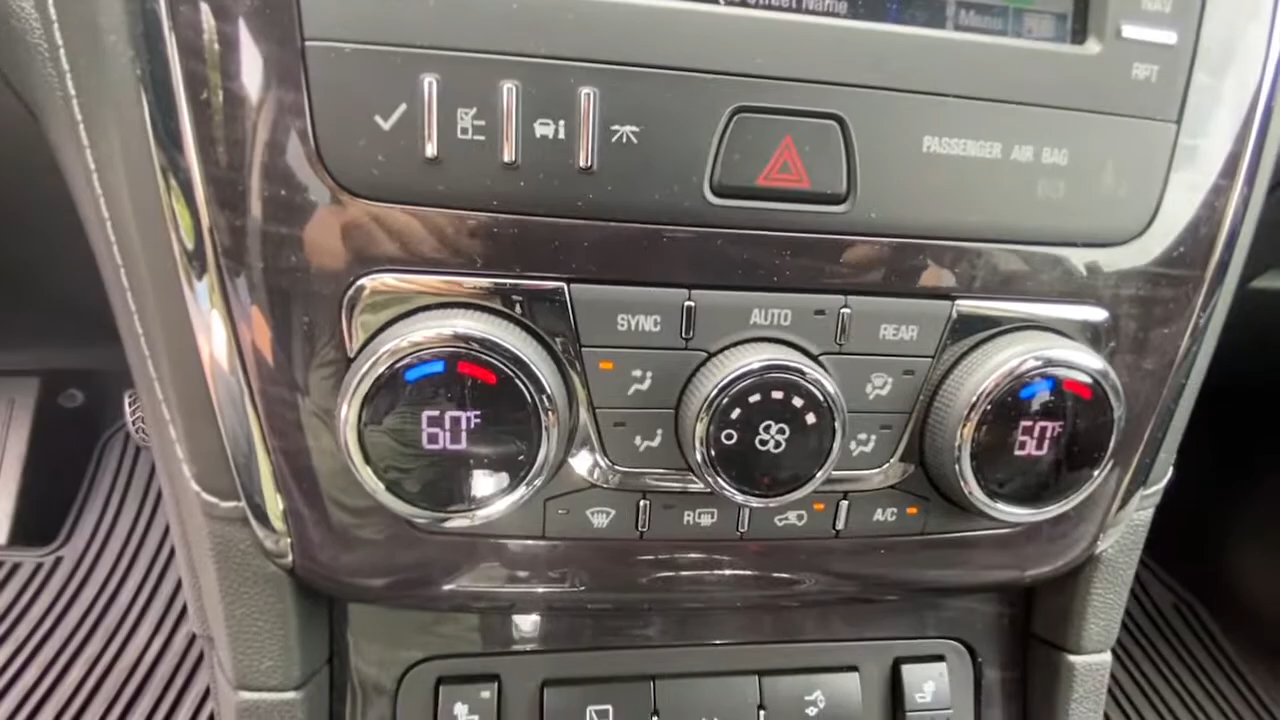 Street Name
Menu
NAV
RPT
PASSENGER AIR BAG
SYNC
AUTO
REAR
60°F
60°F
R
A/C